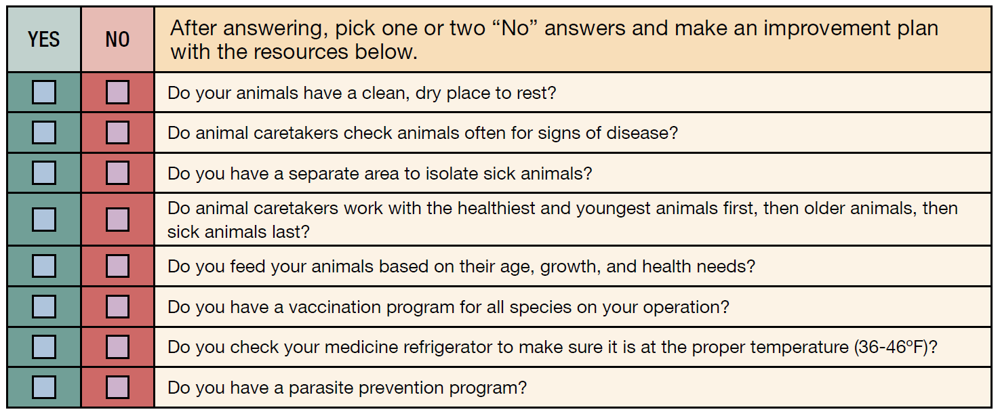 YES
NO
After answering, pick one or two “No” answers and make an improvement plan
with the resources below.
Do your animals have a clean, dry place to rest?
Do animal caretakers check animals often for signs of disease?
Do you have a separate area to isolate sick animals?
Do animal caretakers work with the healthiest and youngest animals first, then older animals, then
sick animals last?
Do you feed your animals based on their age, growth, and health needs?
Do you have a vaccination program for all species on your operation?
Do you check your medicine refrigerator to make sure it is at the proper temperature (36-46ºF)?
Do you have a parasite prevention program?